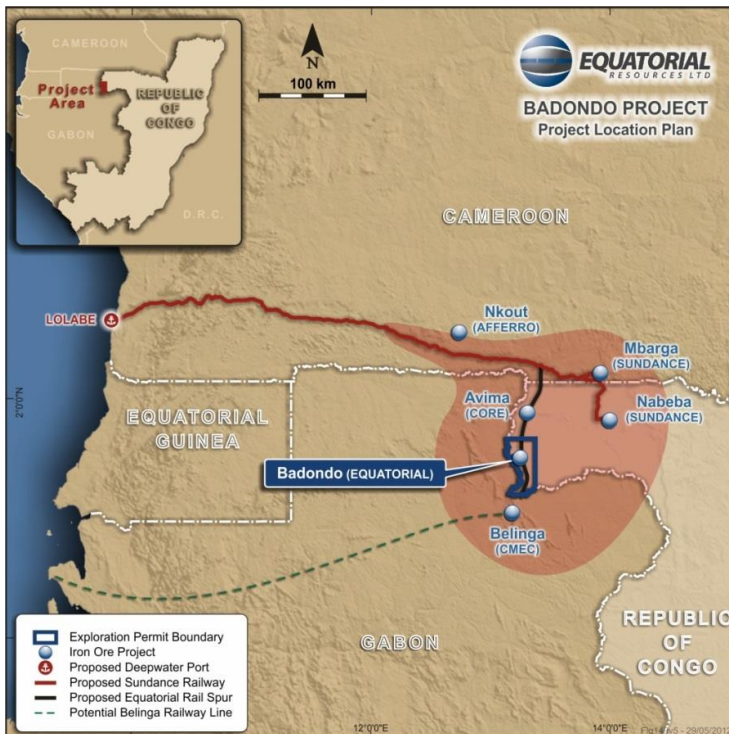 CAMEROON
Project
Area
REPUBLIC
OF
CONGO
GABON
D.R.C.
N
100 km
EQUATORIAL
RESOURCES LTD
BADONDO PROJECT
Project Location Plan
CAMEROON
LOLABE
Nkout
(AFFERRO)
Mbarga
(SUNDANCE)
2°0'0"N
EQUATORIAL
GUINEA
Avima
(CORE)
Nabeba
(SUNDANCE)
Badondo (EQUATORIAL)
Belinga
(CMEC)
GABON
REPUBLIC
OF
CONGO
Exploration Permit Boundary
Iron Ore Project
Proposed Deepwater Port
Proposed Sundance Railway
Proposed Equatorial Rail Spur
Potential Belinga Railway Line
12°0'0"E
14°0'0"E